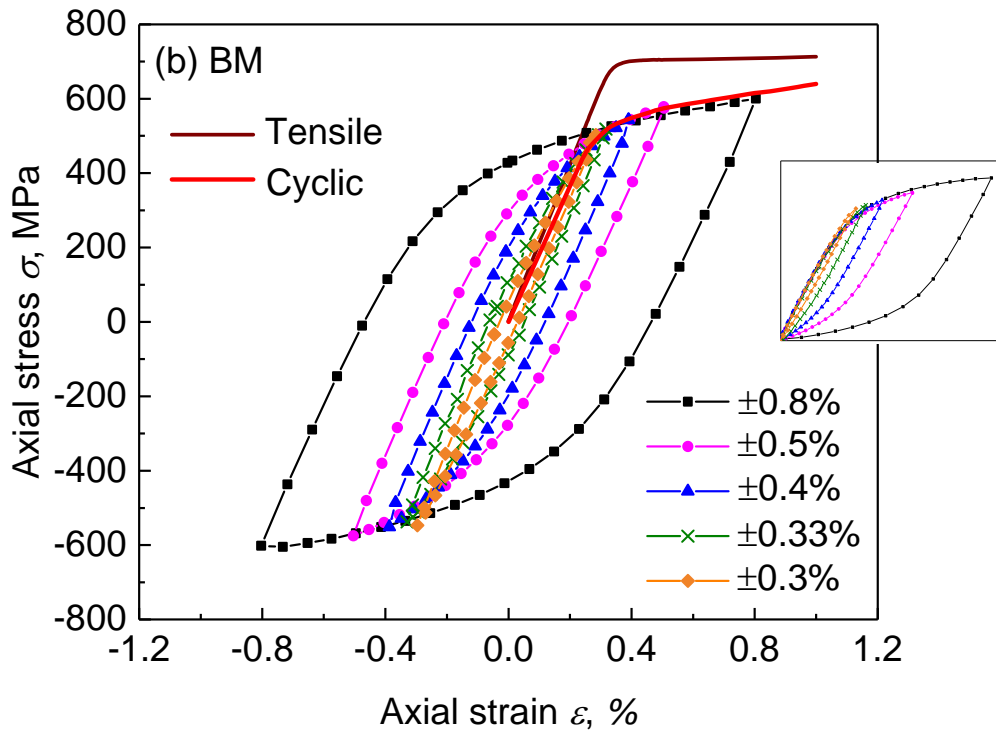 (b) BM
Tensile
Cyclic
800
600
400
200
0
-200
-400
-600
-800
Axial stress σ, MPa
±0.8%
±0.5%
±0.4%
±0.33%
±0.3%
-1.2 -0.8 -0.4 0.0 0.4 0.8 1.2
Axial strain ε, %